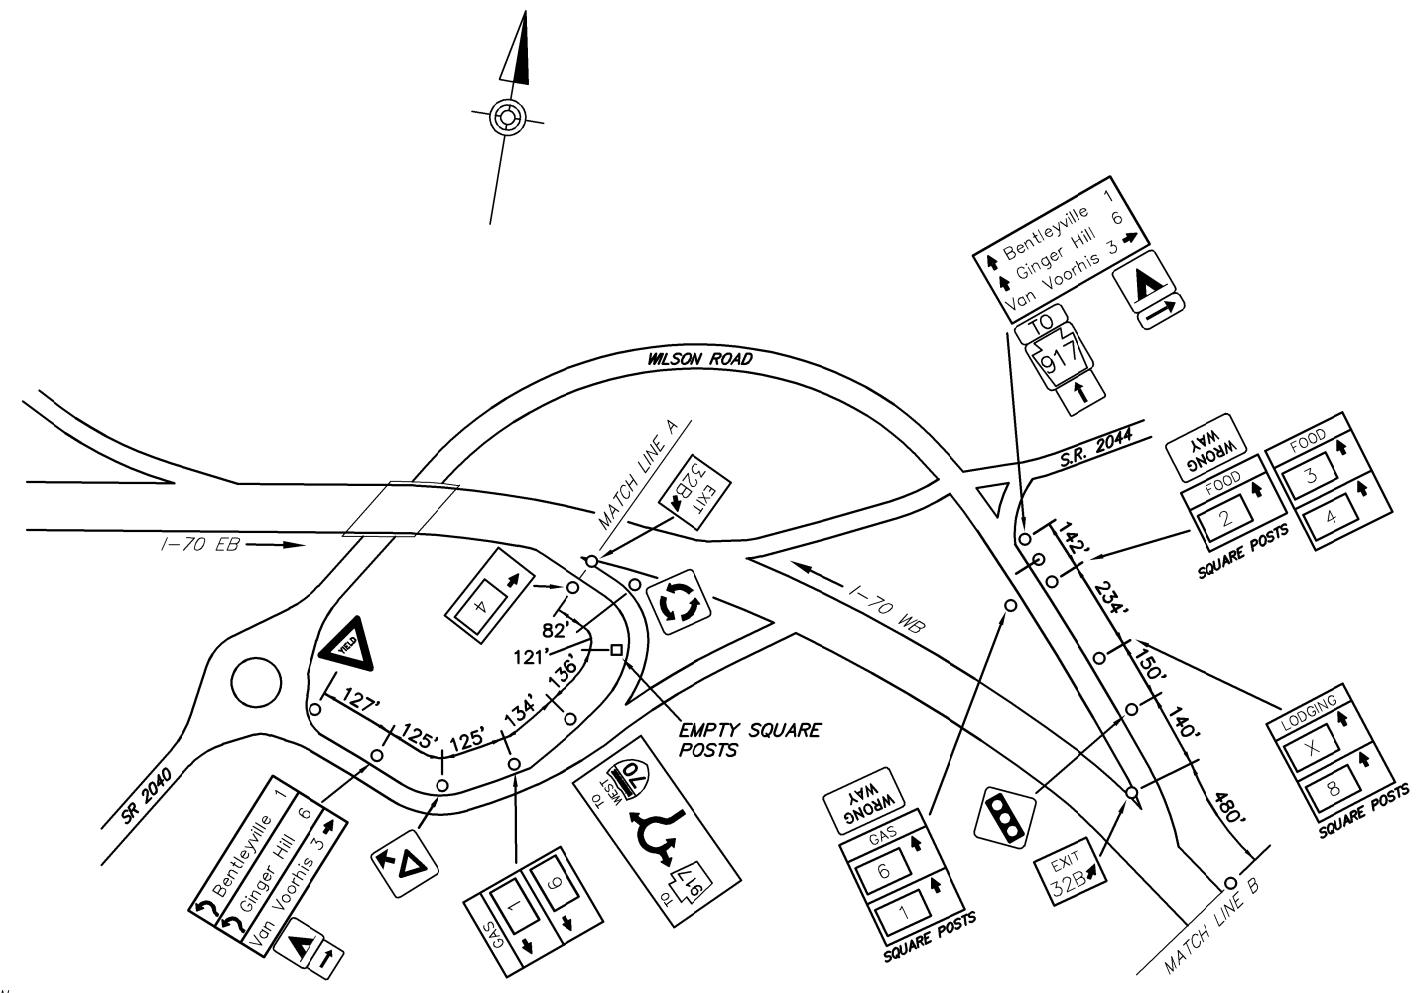 Bentleyville 1
Ginger Hill 6
Van Voorhis 3
TO
917
WILSON ROAD
S.R. 2044
WRONG
WAY
FOOD
2
SQUARE POSTS
FOOD
3
4
MATCH LINE A
EXIT
32B
I-70 EB
4
142'
234'
150'
140'
480'
I-70 WB
YIELD
82'
121'
136'
134'
125'
125'
127'
EMPTY SQUARE
POSTS
LODGING
X
8
SQUARE POSTS
SR 2040
Bentleyville 1
Ginger Hill 6
Van Voorhis 3
GAS
1
6
70
WEST
TO
TO
917
WRONG
WAY
GAS
6
1
SQUARE POSTS
EXIT
32B
MATCH LINE B